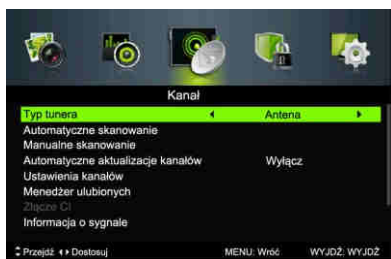 Kanał
Typ tunera Antena
Automatyczne skanowanie
Manualne skanowanie
Automatyczne aktualizacje kanałów Wyłącz
Ustawienia kanałów
Menedżer ulubionych
Złącze CI
Informacja o sygnale
Przejdź Dostosuj MENU: Wróć WYJDŹ: WYJDŹ